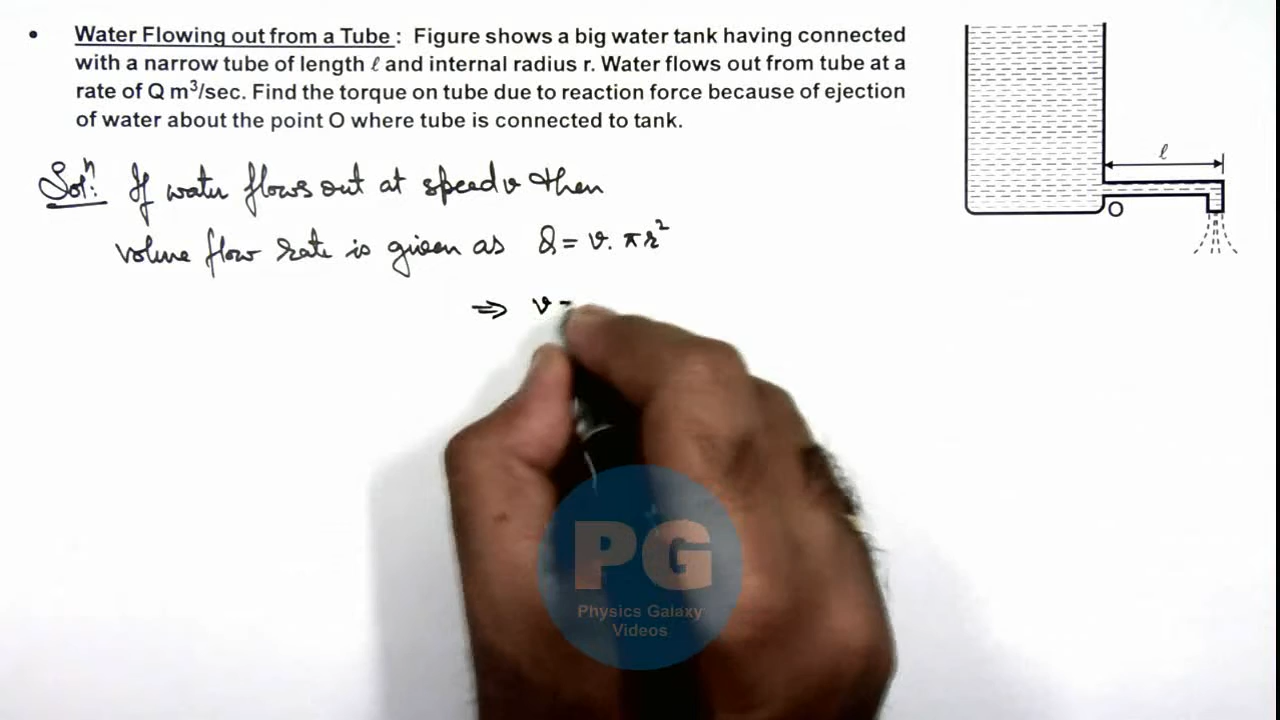 • Water Flowing out from a Tube : Figure shows a big water tank having connected
with a narrow tube of length ℓ and internal radius r. Water flows out from tube at a
rate of Q m³/sec. Find the torque on tube due to reaction force because of ejection
of water about the point O where tube is connected to tank.
ℓ
O
Solⁿ: If water flows out at speed v then
volume flow rate is given as Q = v. πr²
⇒ v =
PG
Physics Galaxy
Videos